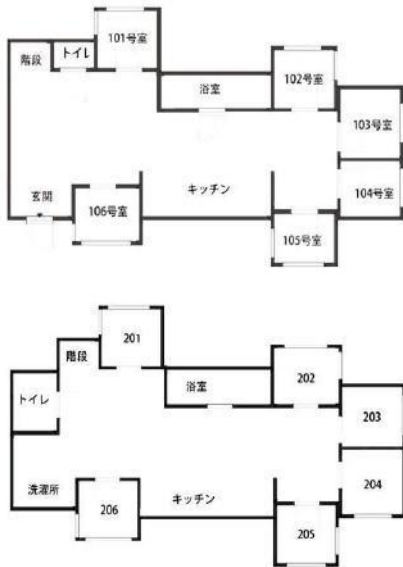 101号室
トイレ
階段
102号室
浴室
103号室
キッチン
104号室
玄関
106号室
105号室
201
階段
202
浴室
トイレ
203
204
洗濯所
キッチン
206
205